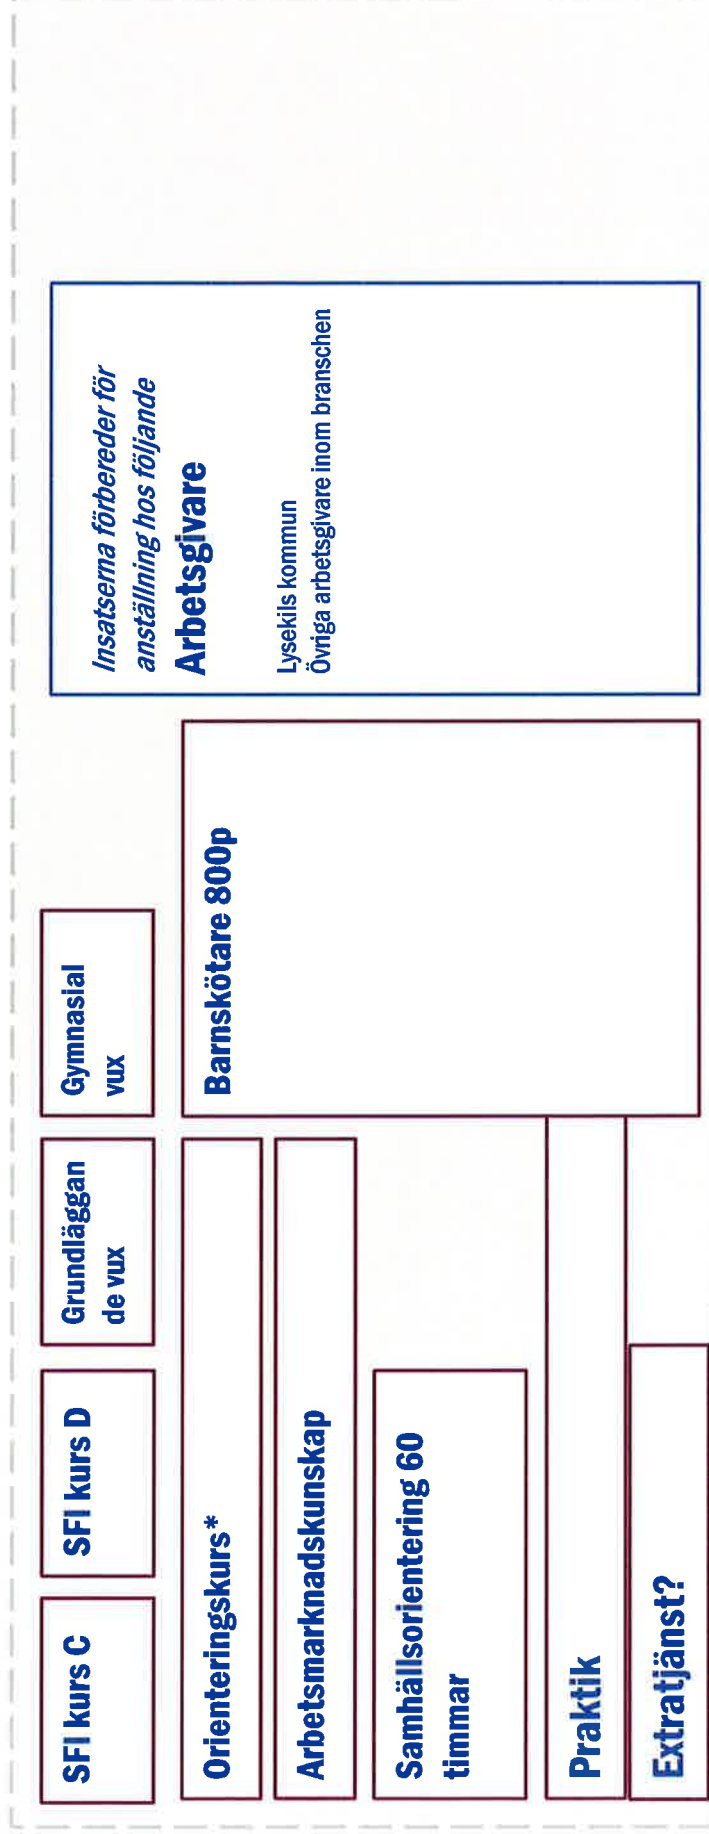 SFI kurs C
SFI kurs D
Grundläggan
de vux
Gymnasial
vux
Orienteringskurs*
Arbetsmarknadskunskap
Samhällsorientering 60
timmar
Praktik
Extratjänst?
Barnskötare 800p
Insatserna förbereder för
anställning hos följande
Arbetsgivare
Lysekils kommun
Övriga arbetsgivare inom branschen